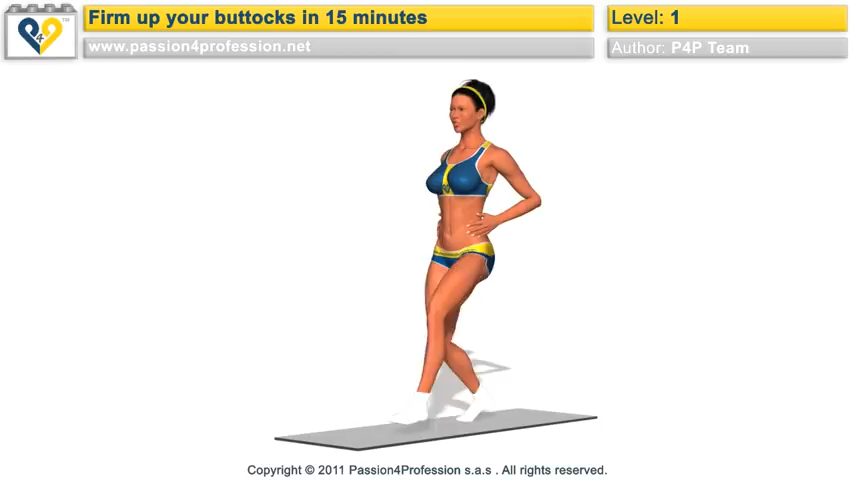 P&P™
Firm up your buttocks in 15 minutes
Level: 1
www.passion4profession.net
Author: P4P Team
Copyright © 2011 Passion4Profession s.a.s . All rights reserved.